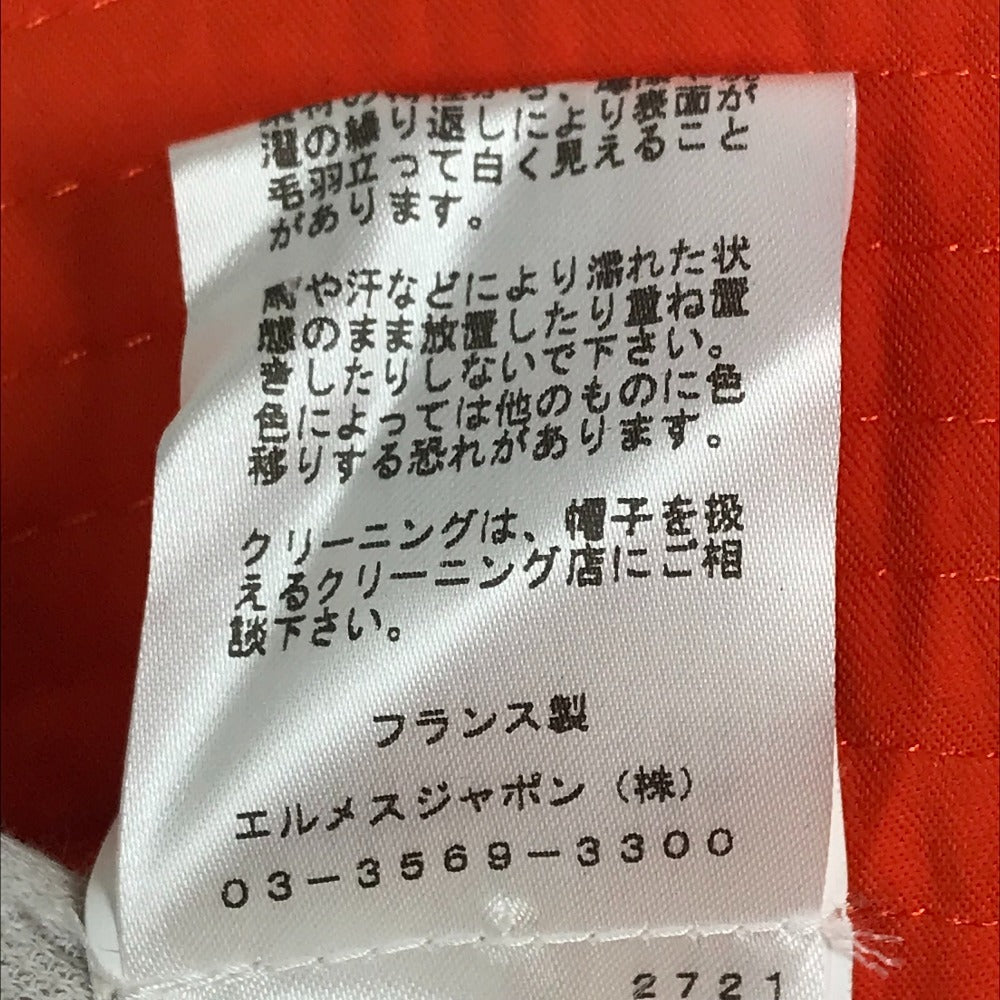 濯の繰り返しにより表面が
毛羽立って白く見えること
があります。
雨や汗などにより濡れた状
態のまま放置したり重ね置
きしたりしないで下さい。
色によっては他のものに色
移りする恐れがあります。
クリーニングは、帽子を扱
えるクリーニング店にご相
談下さい。
フランス製
エルメスジャポン（株）
03-3569-3300
2721